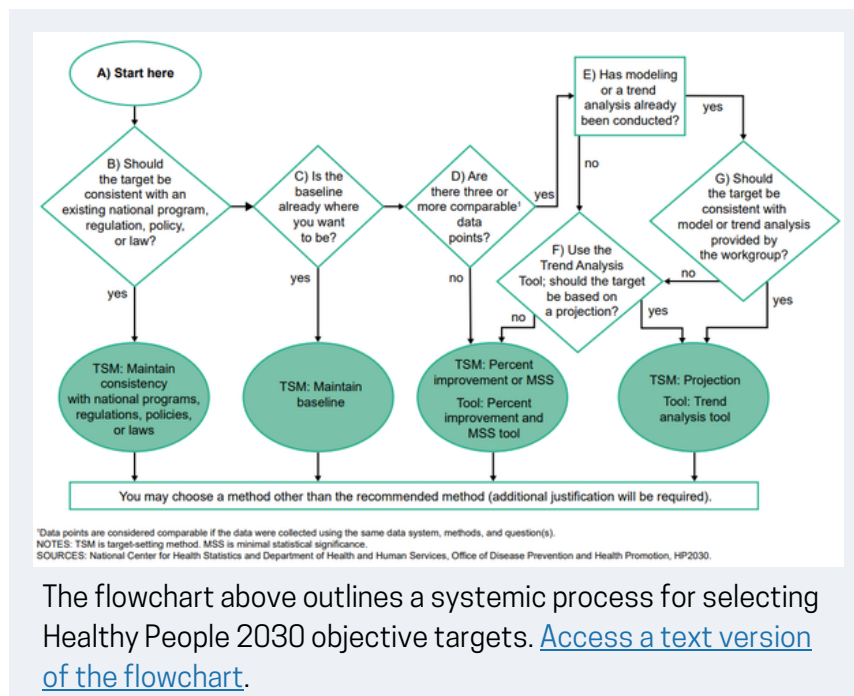 A) Start here
B) Should
the target be
consistent with an
existing national program,
regulation, policy,
or law?
yes
C) Is the
baseline
already where
you want
to be?
yes
D) Are
there three or
more comparable¹
data
points?
yes
no
E) Has modeling
or a trend
analysis already
been conducted?
yes
no
G) Should
the target be
consistent with
model or trend analysis
provided by
the workgroup?
no
yes
F) Use the
Trend Analysis
Tool; should the target
be based on
a projection?
no
yes
TSM: Maintain
consistency
with national programs,
regulations, policies,
or laws
TSM: Maintain
baseline
TSM: Percent
improvement or MSS
Tool: Percent
improvement and
MSS tool
TSM: Projection
Tool: Trend
analysis tool
You may choose a method other than the recommended method (additional justification will be required).
¹Data points are considered comparable if the data were collected using the same data system, methods, and question(s).
NOTES: TSM is target-setting method. MSS is minimal statistical significance.
SOURCES: National Center for Health Statistics and Department of Health and Human Services, Office of Disease Prevention and Health Promotion, HP2030.
The flowchart above outlines a systemic process for selecting
Healthy People 2030 objective targets. Access a text version
of the flowchart.